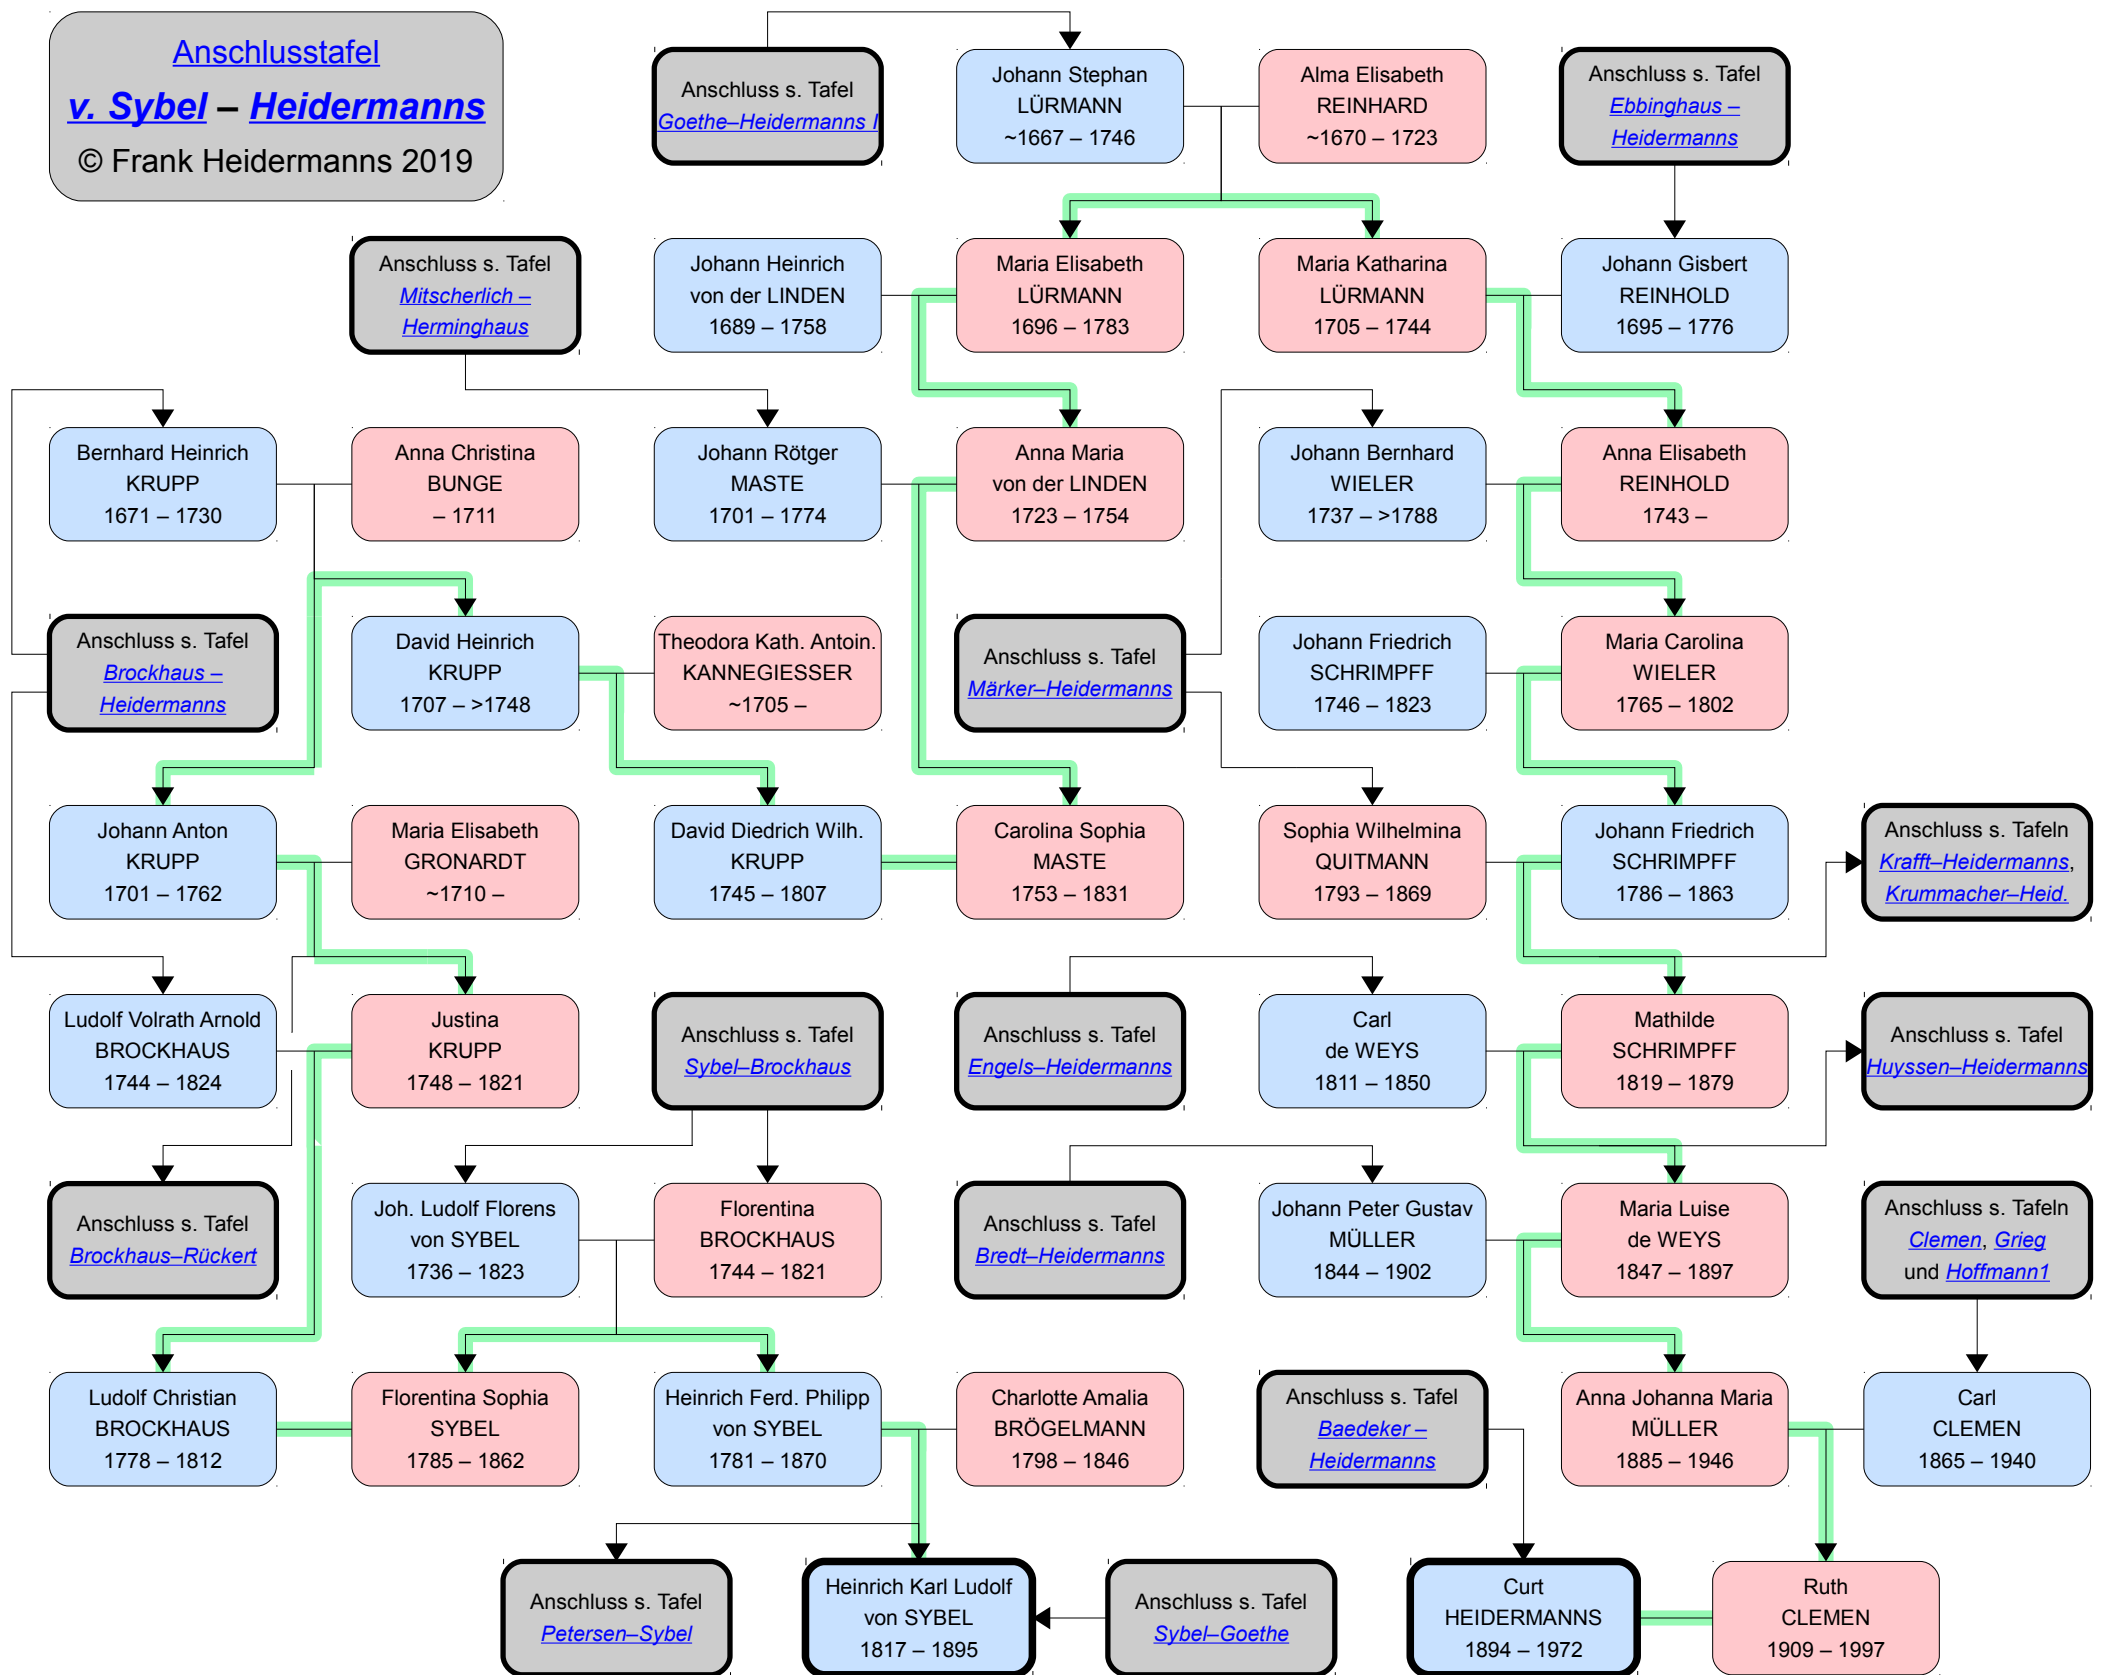 Anschlusstafel
v. Sybel – Heidermanns
© Frank Heidermanns 2019
Anschluss s. Tafel
Goethe–Heidermanns I
Johann Stephan
LÜRMANN
~1667 – 1746
Alma Elisabeth
REINHARD
~1670 – 1723
Anschluss s. Tafel
Ebbinghaus –
Heidermanns
Anschluss s. Tafel
Mitscherlich –
Herminghaus
Johann Heinrich
von der LINDEN
1689 – 1758
Maria Elisabeth
LÜRMANN
1696 – 1783
Maria Katharina
LÜRMANN
1705 – 1744
Johann Gisbert
REINHOLD
1695 – 1776
Bernhard Heinrich
KRUPP
1671 – 1730
Anna Christina
BUNGE
– 1711
Johann Rötger
MASTE
1701 – 1774
Anna Maria
von der LINDEN
1723 – 1754
Johann Bernhard
WIELER
1737 – >1788
Anna Elisabeth
REINHOLD
1743 –
Anschluss s. Tafel
Brockhaus –
Heidermanns
David Heinrich
KRUPP
1707 – >1748
Theodora Kath. Antoin.
KANNEGIESSER
~1705 –
Anschluss s. Tafel
Märker–Heidermanns
Johann Friedrich
SCHRIMPFF
1746 – 1823
Maria Carolina
WIELER
1765 – 1802
Johann Anton
KRUPP
1701 – 1762
Maria Elisabeth
GRONARDT
~1710 –
David Diedrich Wilh.
KRUPP
1745 – 1807
Carolina Sophia
MASTE
1753 – 1831
Sophia Wilhelmina
QUITMANN
1793 – 1869
Johann Friedrich
SCHRIMPFF
1786 – 1863
Anschluss s. Tafeln
Krafft–Heidermanns,
Krummacher–Heid.
Ludolf Volrath Arnold
BROCKHAUS
1744 – 1824
Justina
KRUPP
1748 – 1821
Anschluss s. Tafel
Sybel–Brockhaus
Anschluss s. Tafel
Engels–Heidermanns
Carl
de WEYS
1811 – 1850
Mathilde
SCHRIMPFF
1819 – 1879
Anschluss s. Tafel
Huyssen–Heidermanns
Anschluss s. Tafel
Brockhaus–Rückert
Joh. Ludolf Florens
von SYBEL
1736 – 1823
Florentina
BROCKHAUS
1744 – 1821
Anschluss s. Tafel
Bredt–Heidermanns
Johann Peter Gustav
MÜLLER
1844 – 1902
Maria Luise
de WEYS
1847 – 1897
Anschluss s. Tafeln
Clemen, Grieg
und Hoffmann1
Ludolf Christian
BROCKHAUS
1778 – 1812
Florentina Sophia
SYBEL
1785 – 1862
Heinrich Ferd. Philipp
von SYBEL
1781 – 1870
Charlotte Amalia
BRÖGELMANN
1798 – 1846
Anschluss s. Tafel
Baedeker –
Heidermanns
Anna Johanna Maria
MÜLLER
1885 – 1946
Carl
CLEMEN
1865 – 1940
Anschluss s. Tafel
Petersen–Sybel
Heinrich Karl Ludolf
von SYBEL
1817 – 1895
Anschluss s. Tafel
Sybel–Goethe
Curt
HEIDERMANNS
1894 – 1972
Ruth
CLEMEN
1909 – 1997